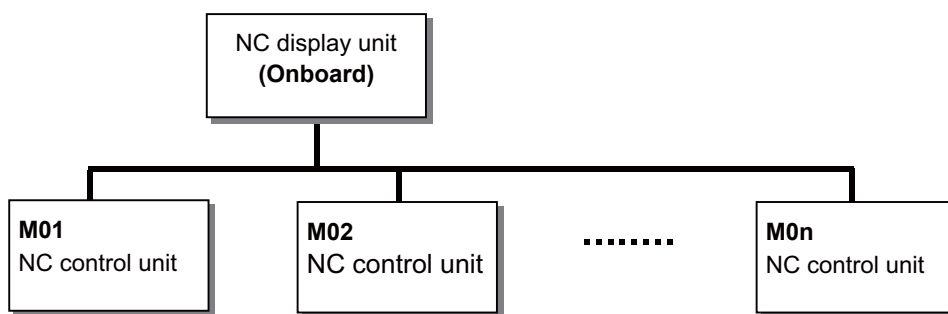 NC display unit
(Onboard)
M01
NC control unit
M02
NC control unit
........
M0n
NC control unit